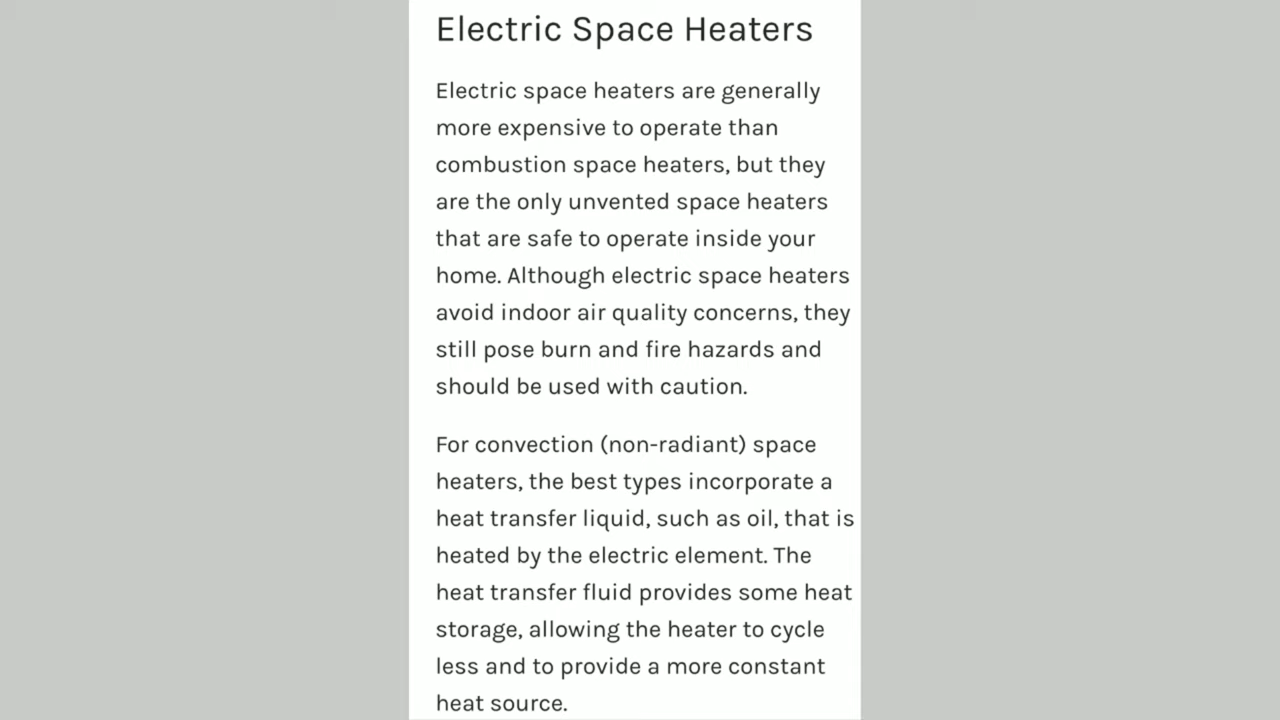 Electric Space Heaters
Electric space heaters are generally
more expensive to operate than
combustion space heaters, but they
are the only unvented space heaters
that are safe to operate inside your
home. Although electric space heaters
avoid indoor air quality concerns, they
still pose burn and fire hazards and
should be used with caution.
For convection (non-radiant) space
heaters, the best types incorporate a
heat transfer liquid, such as oil, that is
heated by the electric element. The
heat transfer fluid provides some heat
storage, allowing the heater to cycle
less and to provide a more constant
heat source.